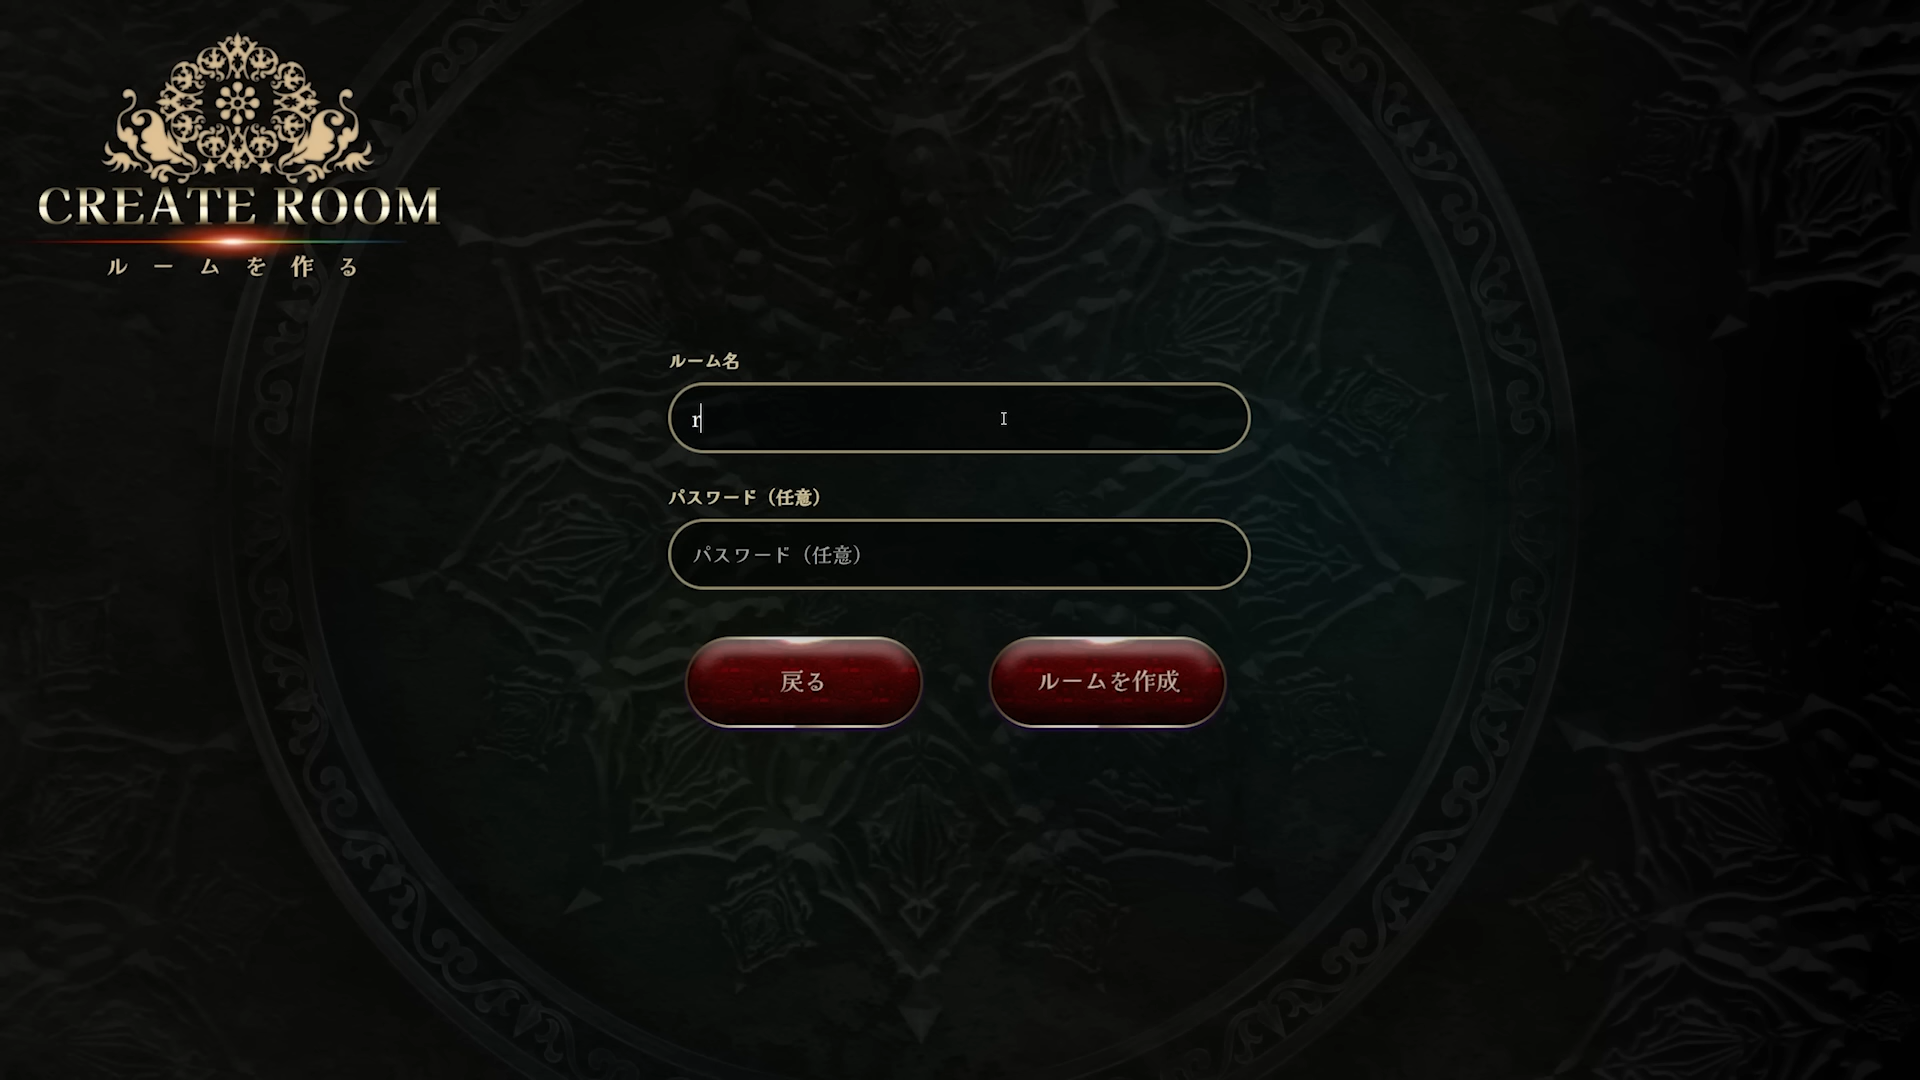 CREATE ROOM
ルームを作る
ルーム名
r
パスワード（任意）
パスワード（任意）
戻る
ルームを作成